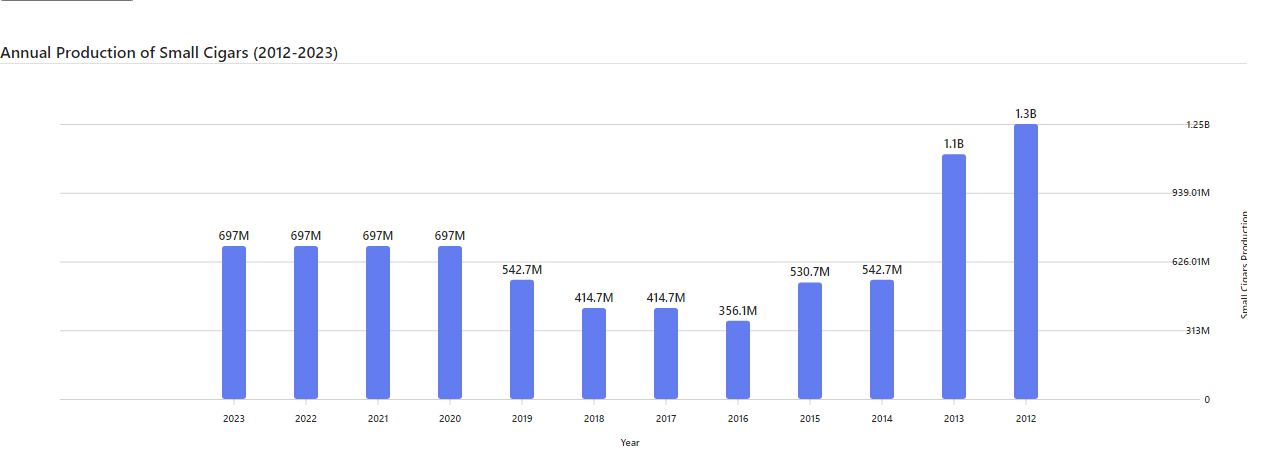 Annual Production of Small Cigars (2012-2023)
1.3B
1.25B
1.1B
939.01M
697M 697M 697M 697M
626.01M
542.7M 530.7M 542.7M
414.7M 414.7M
356.1M
313M
0
2023 2022 2021 2020 2019 2018 2017 2016 2015 2014 2013 2012
Year
Small Cigars Production